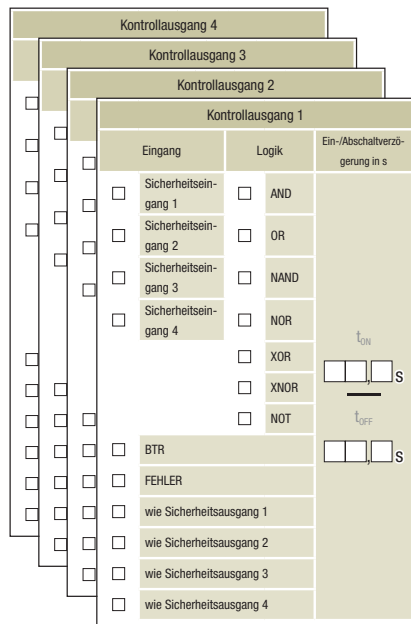 Kontrollausgang 4
Kontrollausgang 3
Kontrollausgang 2
Kontrollausgang 1
Eingang
Logik
Ein-/Abschaltverzö-
gerung in s
Sicherheitsein-
gang 1
AND
Sicherheitsein-
gang 2
OR
Sicherheitsein-
gang 3
NAND
Sicherheitsein-
gang 4
NOR
XOR
XNOR
NOT
tON
, s
tOFF
, s
BTR
FEHLER
wie Sicherheitsausgang 1
wie Sicherheitsausgang 2
wie Sicherheitsausgang 3
wie Sicherheitsausgang 4